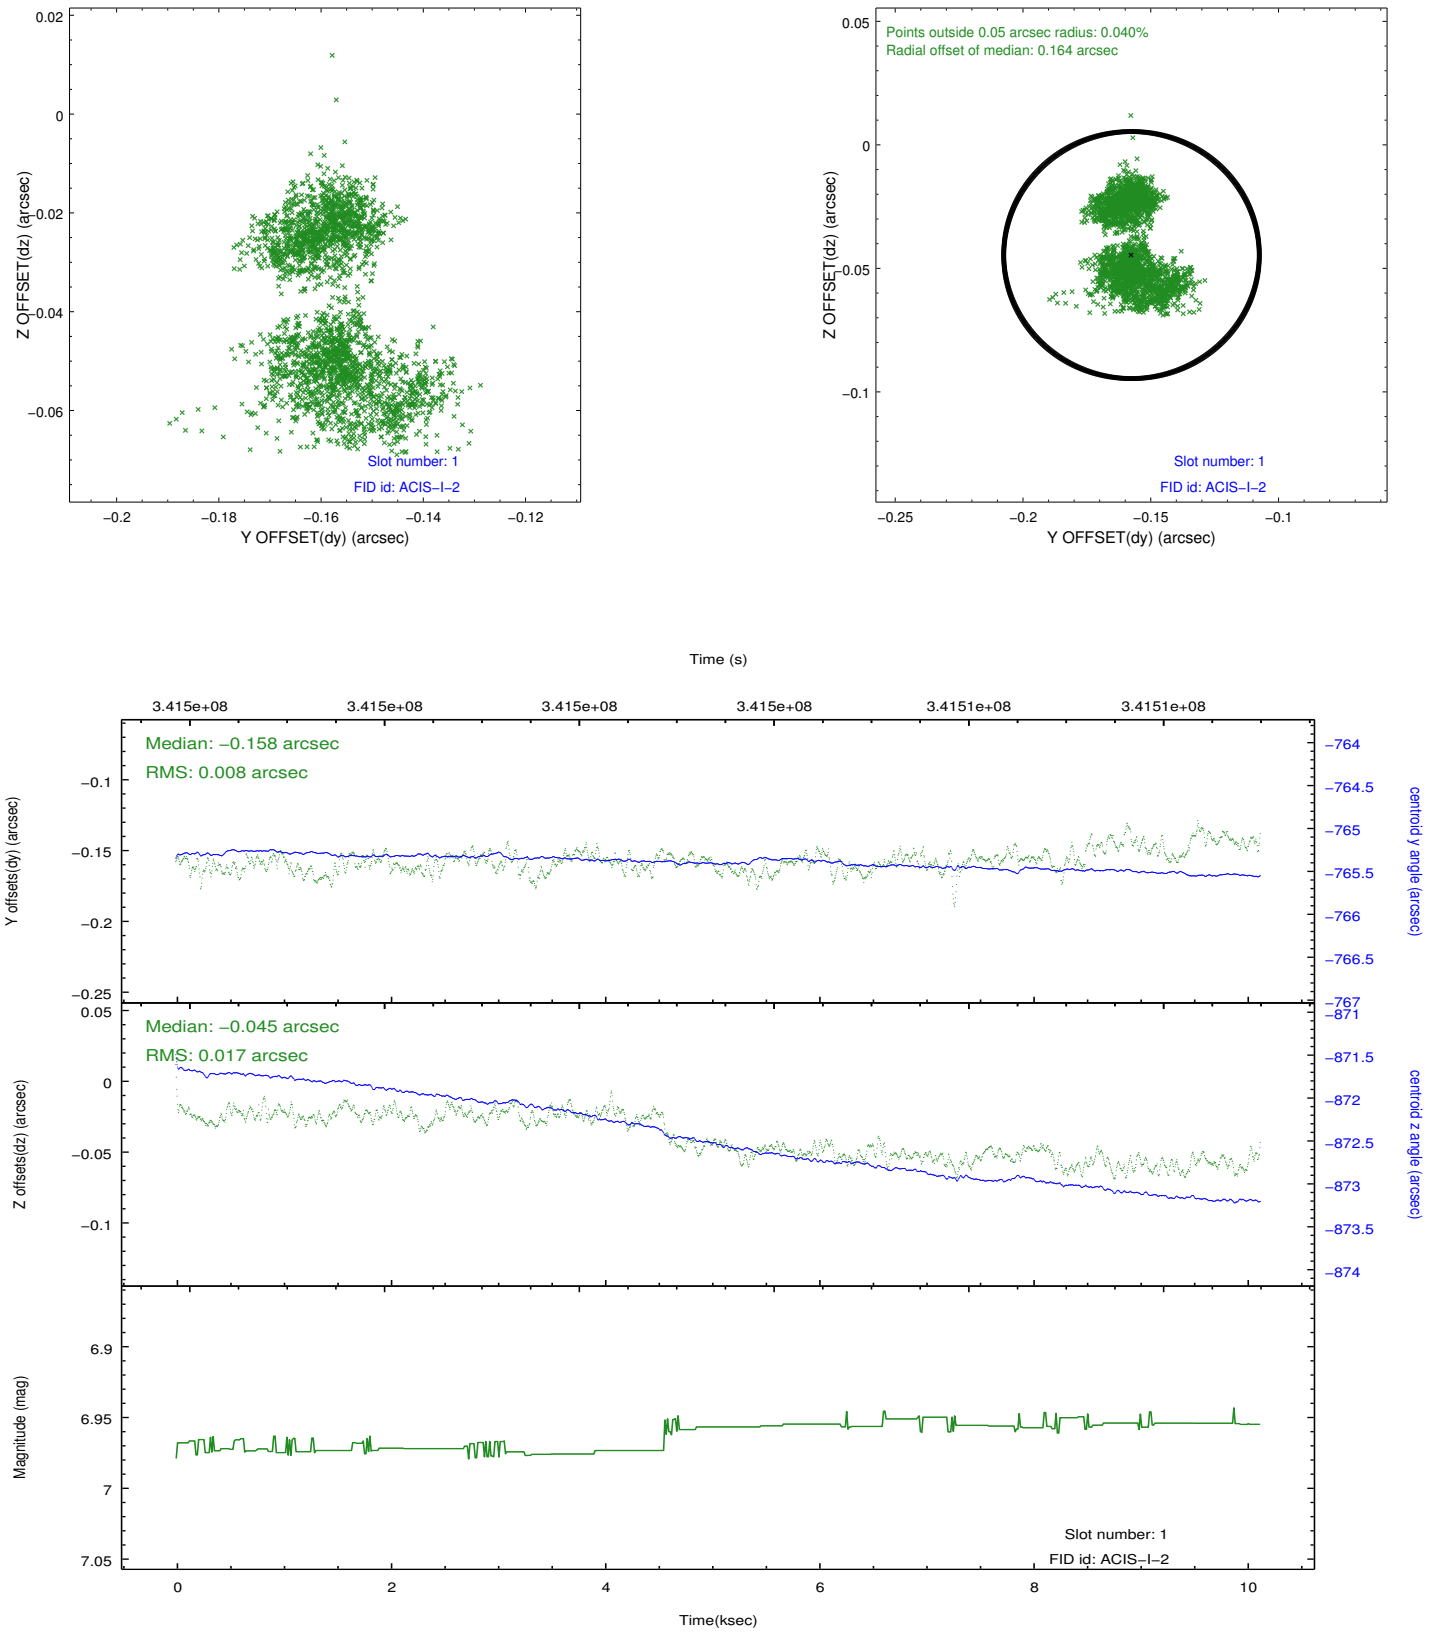 0.02
0
−0.02
−0.04
−0.06
Z OFFSET(dz) (arcsec)
Slot number: 1
FID id: ACIS−I−2
−0.2
−0.18
−0.16
−0.14
−0.12
Y OFFSET(dy) (arcsec)
Points outside 0.05 arcsec radius: 0.040%
Radial offset of median: 0.164 arcsec
0.05
0
−0.05
−0.1
Z OFFSET(dz) (arcsec)
Slot number: 1
FID id: ACIS−I−2
−0.25
−0.2
−0.15
−0.1
Y OFFSET(dy) (arcsec)
Time (s)
3.415e+08
3.415e+08
3.415e+08
3.415e+08
3.4151e+08
3.4151e+08
Median: −0.158 arcsec
RMS: 0.008 arcsec
−0.1
−0.15
−0.2
−0.25
Y offsets(dy) (arcsec)
−764
−764.5
−765
−765.5
−766
−766.5
−767
centroid y angle (arcsec)
Median: −0.045 arcsec
RMS: 0.017 arcsec
0.05
0
−0.05
−0.1
Z offsets(dz) (arcsec)
−871
−871.5
−872
−872.5
−873
−873.5
−874
centroid z angle (arcsec)
6.9
6.95
7
7.05
Magnitude (mag)
Slot number: 1
FID id: ACIS−I−2
0
2
4
6
8
10
Time(ksec)